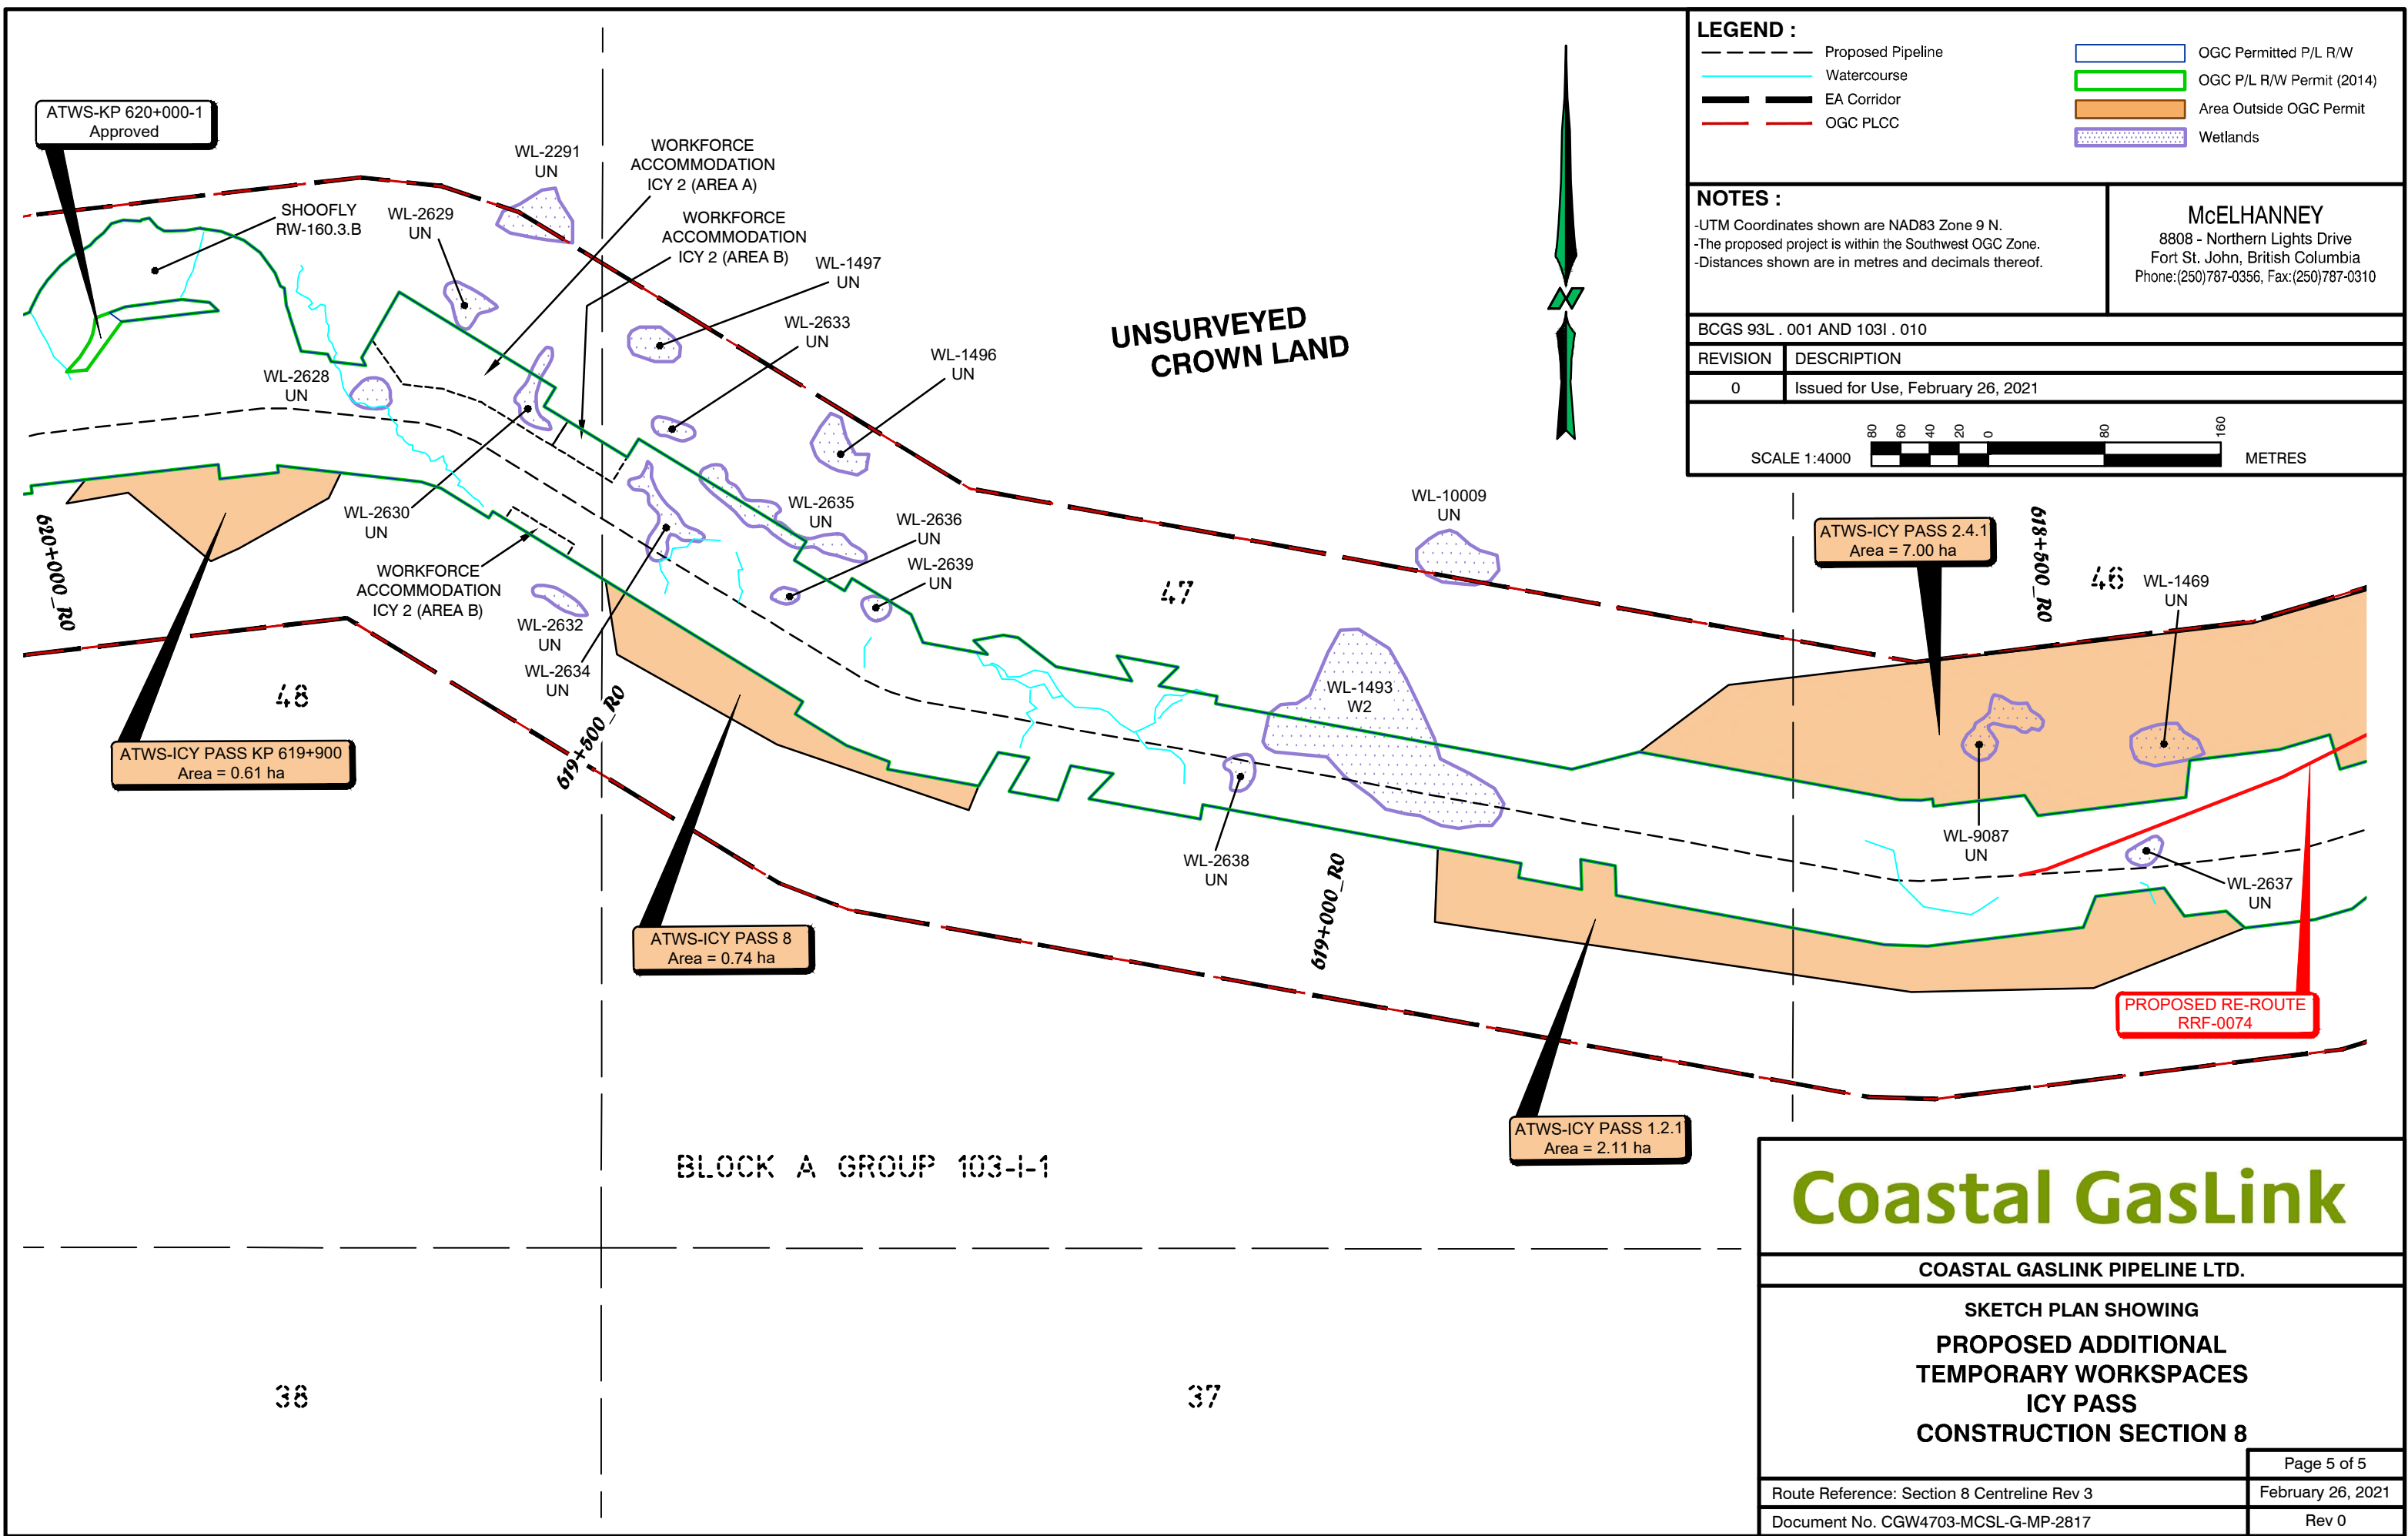 LEGEND :
Proposed Pipeline
Watercourse
EA Corridor
OGC PLCC
OGC Permitted P/L R/W
OGC P/L R/W Permit (2014)
Area Outside OGC Permit
Wetlands
NOTES :
-UTM Coordinates shown are NAD83 Zone 9 N.
-The proposed project is within the Southwest OGC Zone.
-Distances shown are in metres and decimals thereof.
McELHANNEY
8808 - Northern Lights Drive
Fort St. John, British Columbia
Phone:(250)787-0356, Fax:(250)787-0310
BCGS 93L . 001 AND 103I . 010
REVISION DESCRIPTION
0 Issued for Use, February 26, 2021
SCALE 1:4000 80 60 40 20 0 80 160 METRES
ATWS-KP 620+000-1
Approved
SHOOFLY
RW-160.3.B
WL-2629
UN
WL-2291
UN
WORKFORCE
ACCOMMODATION
ICY 2 (AREA A)
WORKFORCE
ACCOMMODATION
ICY 2 (AREA B)
WL-1497
UN
WL-2633
UN
WL-1496
UN
UNSURVEYED
CROWN LAND
N
WL-2628
UN
WL-2630
UN
WORKFORCE
ACCOMMODATION
ICY 2 (AREA B)
WL-2635
UN
WL-2636
UN
WL-2639
UN
WL-2632
UN
WL-2634
UN
WL-10009
UN
47
ATWS-ICY PASS 2.4.1
Area = 7.00 ha
618+500_R0
46
WL-1469
UN
620+000_R0
48
619+500_R0
ATWS-ICY PASS KP 619+900
Area = 0.61 ha
WL-1493
W2
WL-2638
UN
619+000_R0
WL-9087
UN
WL-2637
UN
ATWS-ICY PASS 8
Area = 0.74 ha
PROPOSED RE-ROUTE
RRF-0074
ATWS-ICY PASS 1.2.1
Area = 2.11 ha
BLOCK A GROUP 103-I-1
38
37
Coastal GasLink
COASTAL GASLINK PIPELINE LTD.
SKETCH PLAN SHOWING
PROPOSED ADDITIONAL
TEMPORARY WORKSPACES
ICY PASS
CONSTRUCTION SECTION 8
Page 5 of 5
Route Reference: Section 8 Centreline Rev 3
February 26, 2021
Document No. CGW4703-MCSL-G-MP-2817
Rev 0